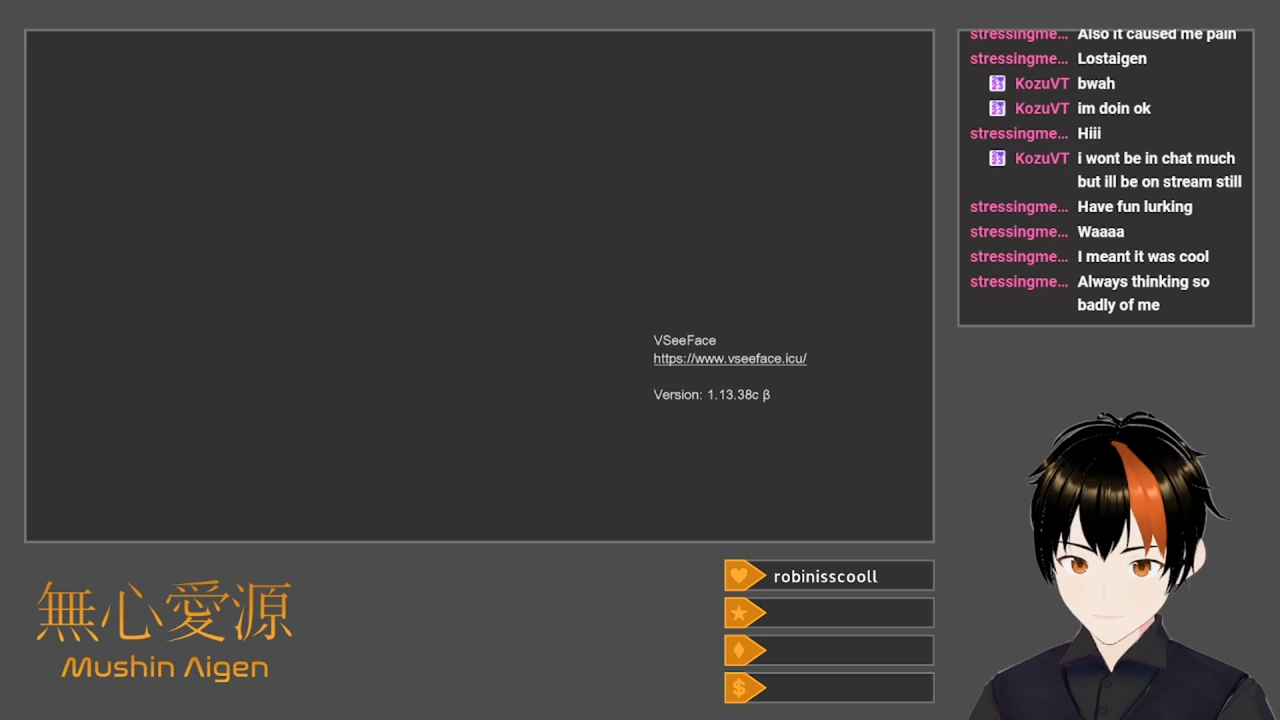 stressingme... Also it caused me pain
stressingme... Lostaigen
KozuVT bwah
KozuVT im doin ok
stressingme... Hiii
KozuVT i wont be in chat much
but ill be on stream still
stressingme... Have fun lurking
stressingme... Waaaa
stressingme... I meant it was cool
stressingme... Always thinking so
badly of me
VSeeFace
https://www.vseeface.icu/
Version: 1.13.38c β
無心愛源
Mushin Aigen
robinisscooll
$